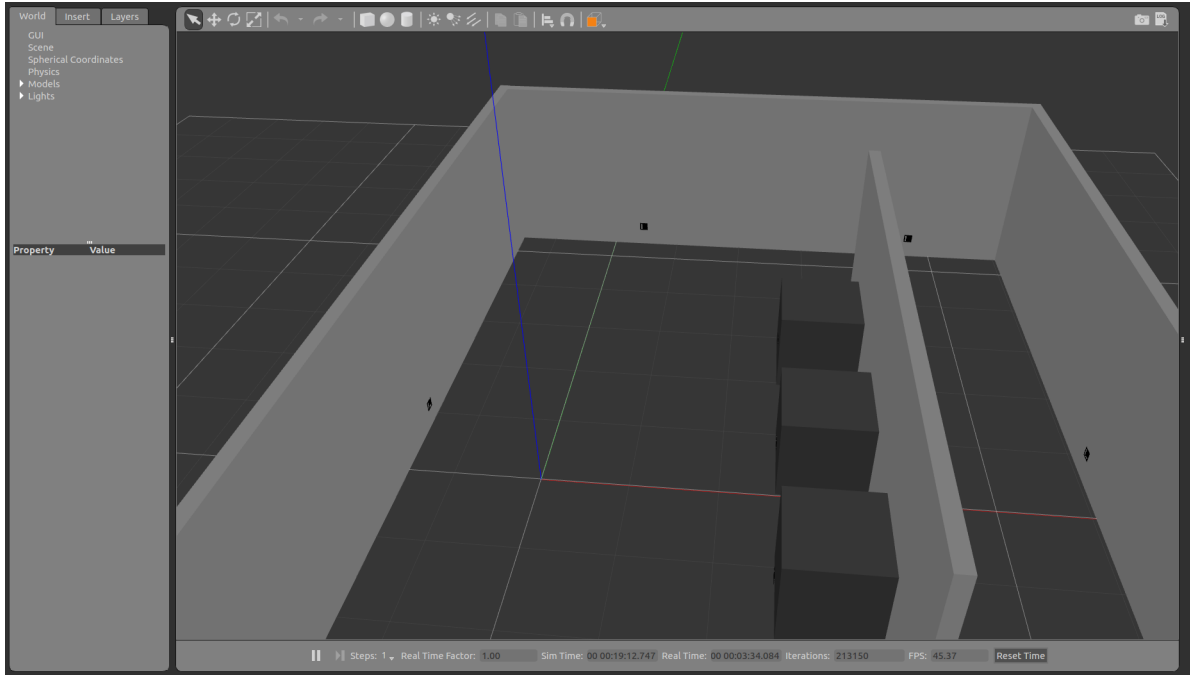 World Insert Layers
GUI
Scene
Spherical Coordinates
Physics
Models
Lights
Property Value
Steps: 1 Real Time Factor: 1.00 Sim Time: 00 00:19:12.747 Real Time: 00 00:03:34.084 Iterations: 213150 FPS: 45.37 Reset Time